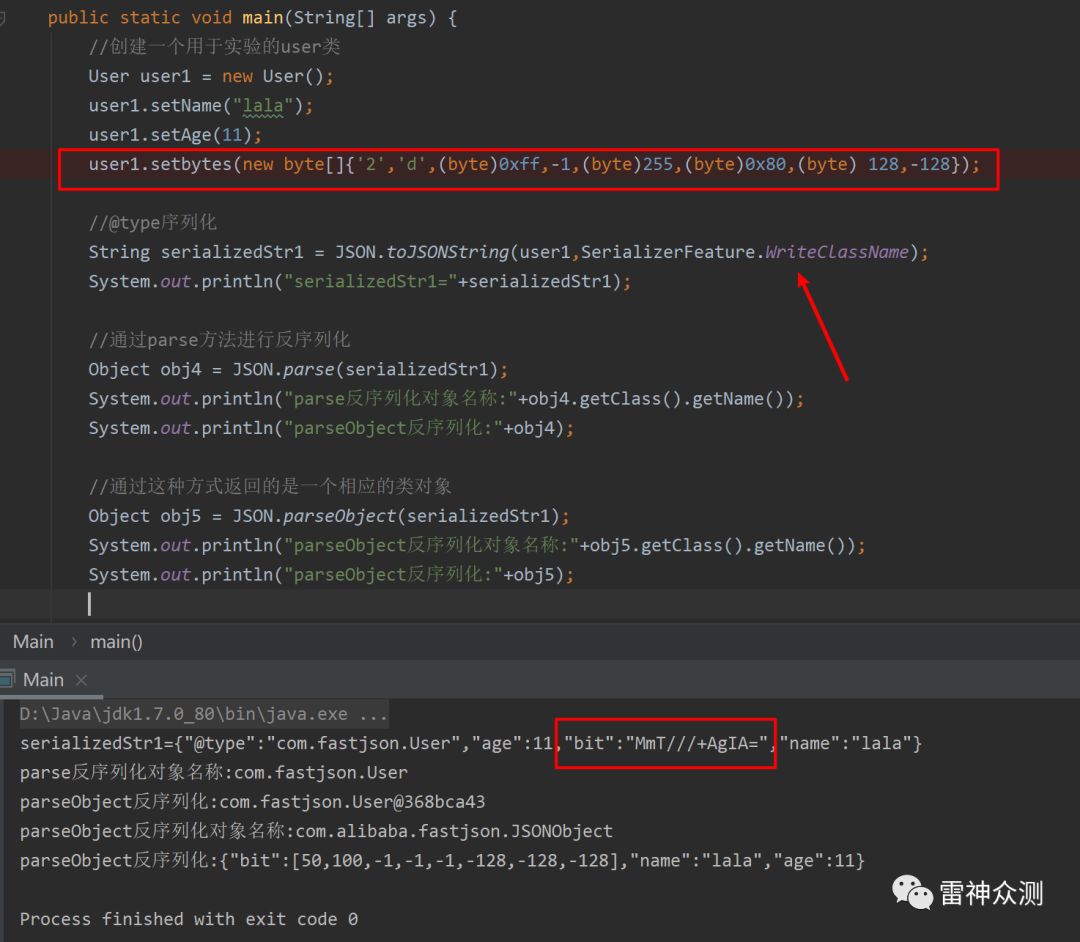 public static void main(String[] args) {
//创建一个用于实验的user类
User user1 = new User();
user1.setName("lala");
user1.setAge(11);
user1.setbytes(new byte[]{'2','d',(byte)0xff,-1,(byte)255,(byte)0x80,(byte) 128,-128});
//@type序列化
String serializedStr1 = JSON.toJSONString(user1,SerializerFeature.WriteClassName);
System.out.println("serializedStr1="+serializedStr1);
//通过parse方法进行反序列化
Object obj4 = JSON.parse(serializedStr1);
System.out.println("parse反序列化对象名称:"+obj4.getClass().getName());
System.out.println("parseObject反序列化:"+obj4);
//通过这种方式返回的是一个相应的类对象
Object obj5 = JSON.parseObject(serializedStr1);
System.out.println("parseObject反序列化对象名称:"+obj5.getClass().getName());
System.out.println("parseObject反序列化:"+obj5);
Main › main()
Main ×
D:\Java\jdk1.7.0_80\bin\java.exe ...
serializedStr1={"@type":"com.fastjson.User","age":11,"bit":"MmT///+AgIA=","name":"lala"}
parse反序列化对象名称:com.fastjson.User
parseObject反序列化:com.fastjson.User@368bca43
parseObject反序列化对象名称:com.alibaba.fastjson.JSONObject
parseObject反序列化:{"bit":[50,100,-1,-1,-1,-128,-128,-128],"name":"lala","age":11}
雷神众测
Process finished with exit code 0